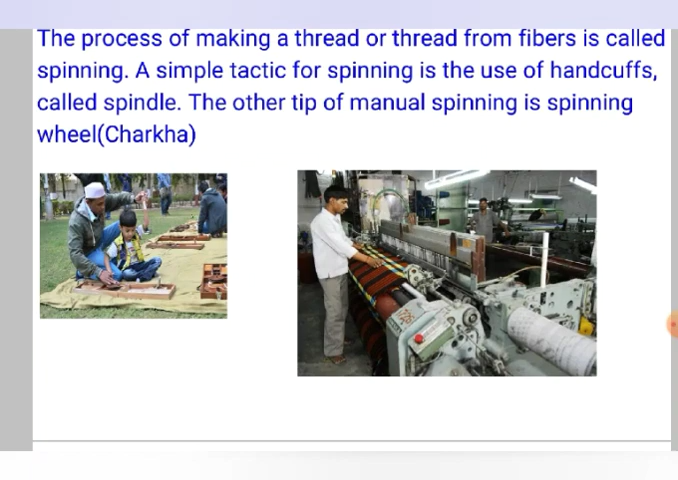 The process of making a thread or thread from fibers is called
spinning. A simple tactic for spinning is the use of handcuffs,
called spindle. The other tip of manual spinning is spinning
wheel(Charkha)